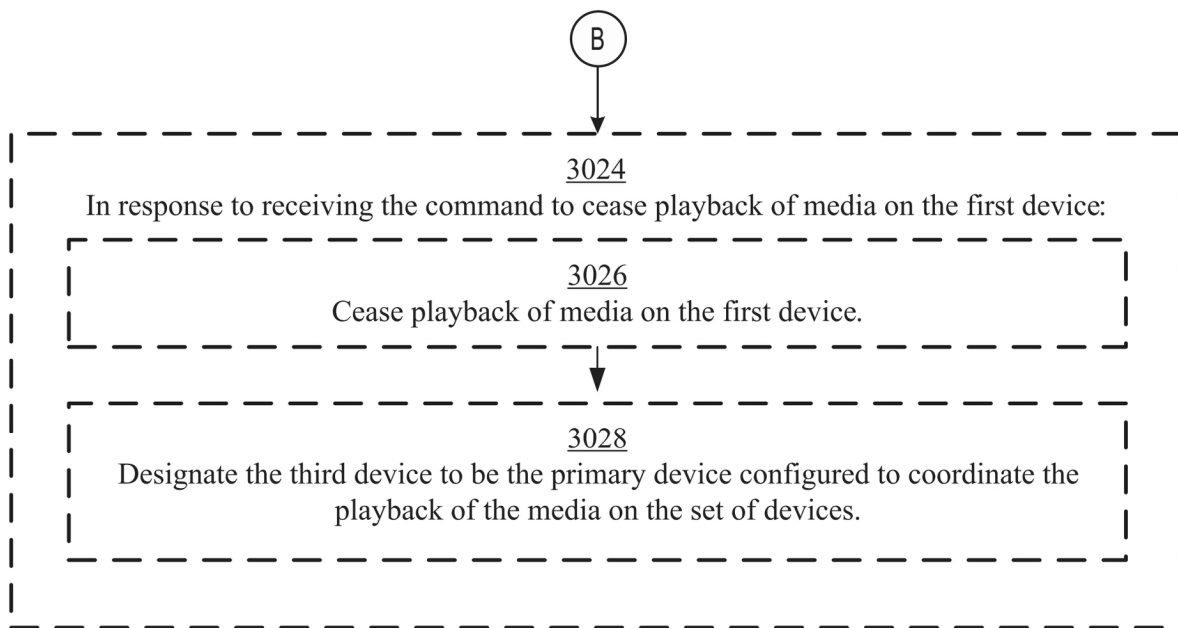 B
3024
In response to receiving the command to cease playback of media on the first device:
3026
Cease playback of media on the first device.
3028
Designate the third device to be the primary device configured to coordinate the
playback of the media on the set of devices.